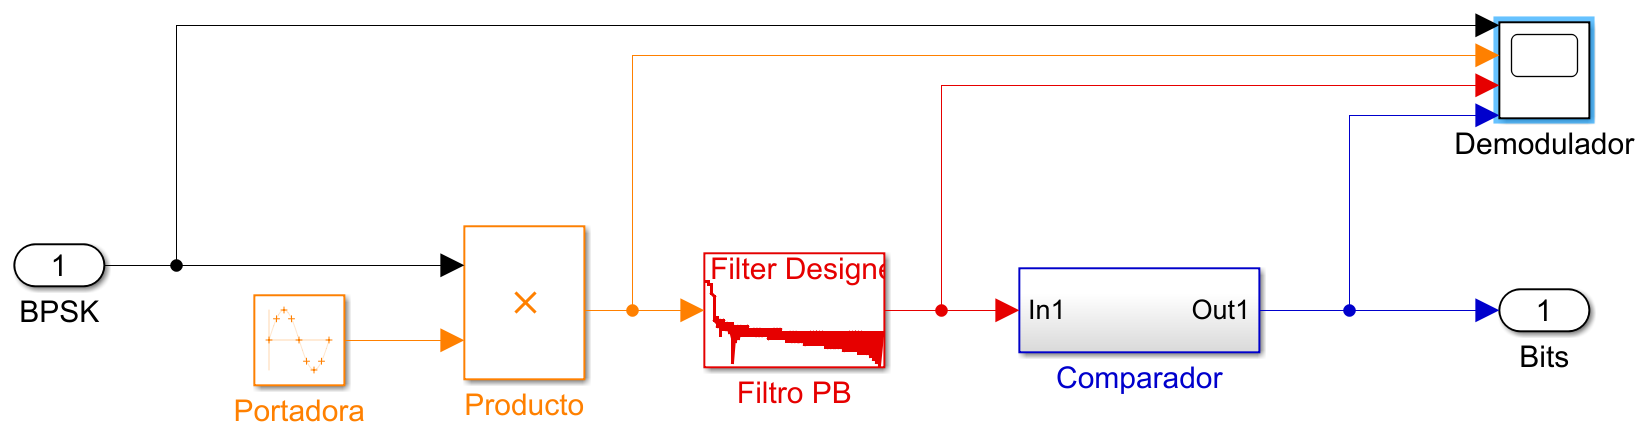 Demodulador
1
BPSK
Portadora
Producto
Filter Designe
Filtro PB
In1 Out1
Comparador
1
Bits